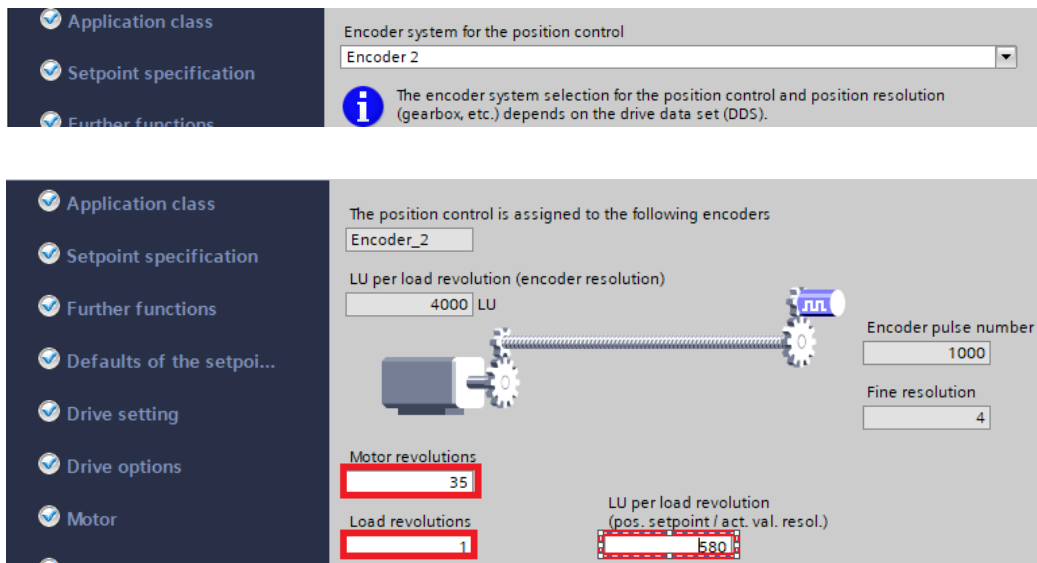 Application class
Encoder system for the position control
Encoder 2
Setpoint specification
The encoder system selection for the position control and position resolution
(gearbox, etc.) depends on the drive data set (DDS).
Further functions
Application class
The position control is assigned to the following encoders
Encoder_2
Setpoint specification
LU per load revolution (encoder resolution)
4000 LU
Further functions
Encoder pulse number
1000
Defaults of the setpoi...
Fine resolution
4
Drive setting
Drive options
Motor revolutions
35
Motor
Load revolutions
1
LU per load revolution
(pos. setpoint / act. val. resol.)
580